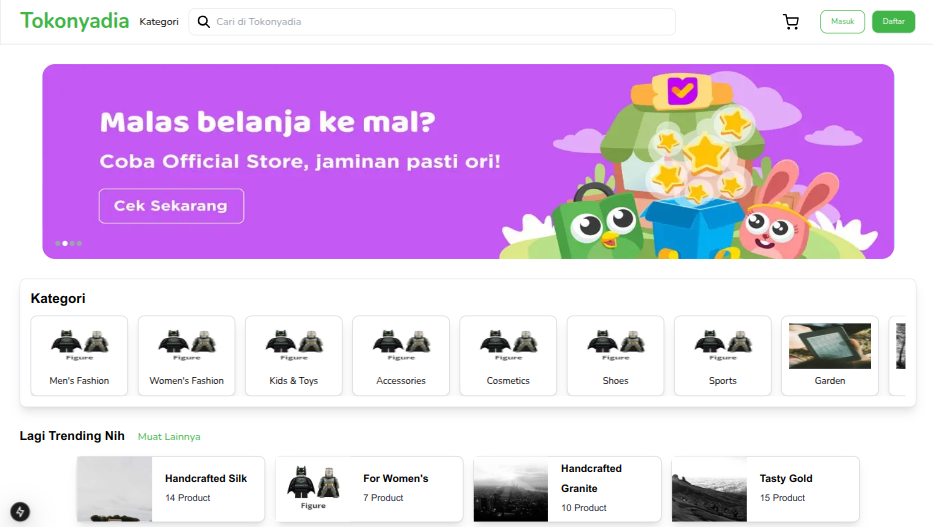 Tokonyadia
Kategori
Cari di Tokonyadia
Masuk
Daftar
Malas belanja ke mal?
Coba Official Store, jaminan pasti ori!
Cek Sekarang
Kategori
Figure
Figure
Figure
Figure
Figure
Figure
Figure
Men's Fashion
Women's Fashion
Kids & Toys
Accessories
Cosmetics
Shoes
Sports
Garden
Lagi Trending Nih
Muat Lainnya
Handcrafted Silk
14 Product
Figure
For Women's
7 Product
Handcrafted
Granite
10 Product
Tasty Gold
15 Product